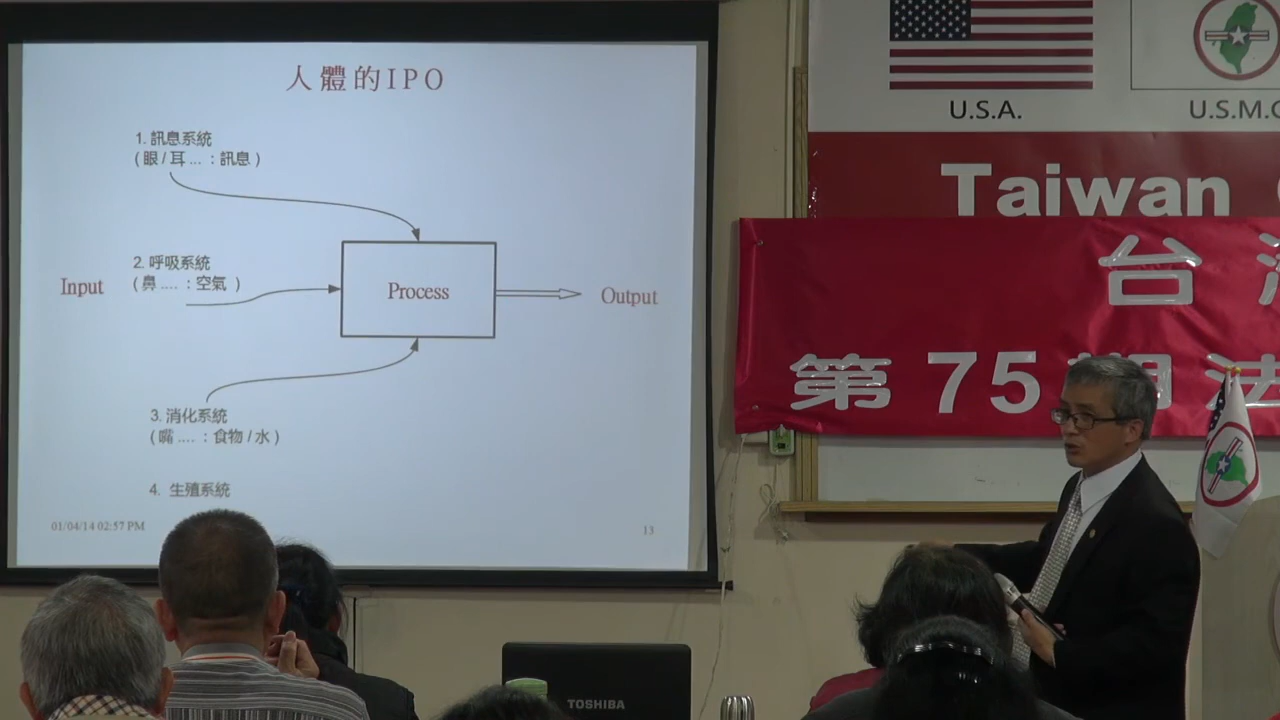 人體的IPO
1. 訊息系統
( 眼 / 耳 ... : 訊息 )
2. 呼吸系統
( 鼻 .... : 空氣 )
Input
Process
Output
3. 消化系統
( 嘴 .... : 食物 / 水 )
4. 生殖系統
01/04/14 02:57 PM
13
U.S.A.
U.S.M.
Taiwan
台
第 75 期 法
TOSHIBA